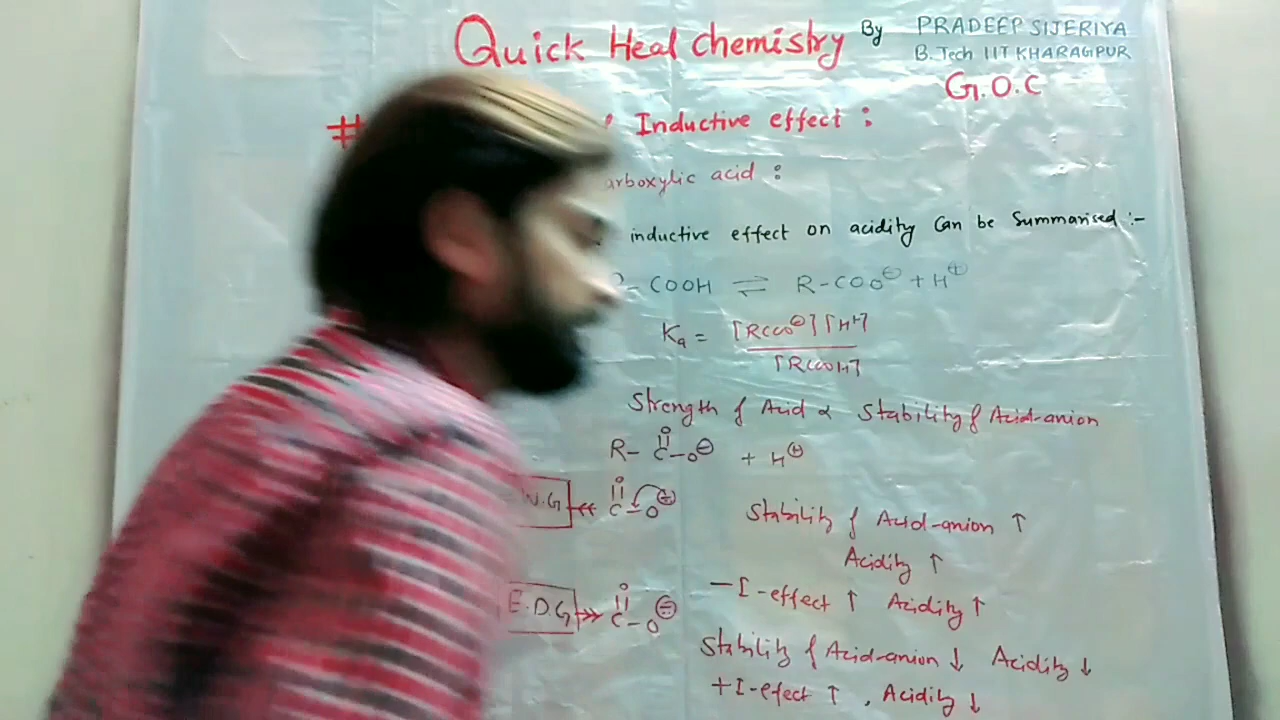 Quick Heal chemistry By PRADEEP SIJERIYA
B.Tech IIT KHARAGPUR
G.O.C
# Inductive effect :
arboxylic acid :
inductive effect on acidity Can be Summarised :-
- COOH ⇌ R-COO⊖ + H⊕
Ka = [RCOO⊖][H+]
[RCOOH]
Strength of Acid ∝ Stability of Acid-anion
R- C-O⊖ + H⊕
O
W.G C-O⊖
O
Stability of Acid-anion ↑
Acidity ↑
-I-effect ↑ Acidity ↑
E.D.G C-O⊖
O
Stability of Acid-anion ↓ Acidity ↓
+I-efect ↑ , Acidity ↓